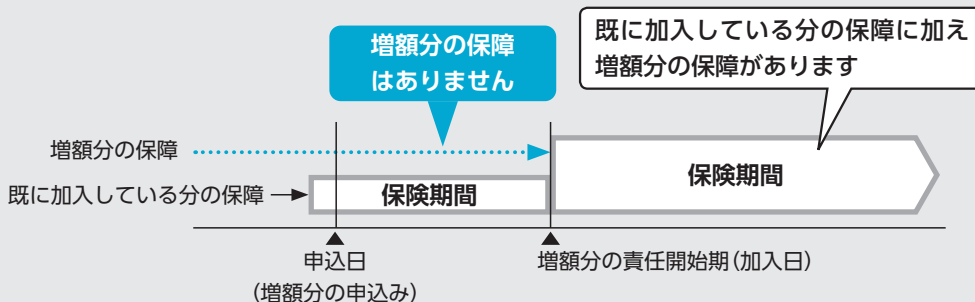 増額分の保障
はありません
既に加入している分の保障に加え
増額分の保障があります
増額分の保障
既に加入している分の保障
保険期間
保険期間
申込日
(増額分の申込み)
増額分の責任開始期(加入日)